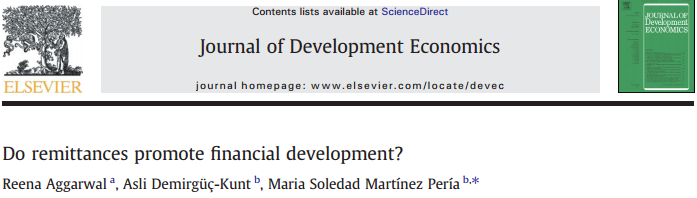 Contents lists available at ScienceDirect
Journal of Development Economics
journal homepage: www.elsevier.com/locate/devec
ELSEVIER
JOURNAL OF
Development
ECONOMICS
Do remittances promote financial development?
Reena Aggarwal a, Asli Demirgüç-Kunt b, Maria Soledad Martínez Pería b,*